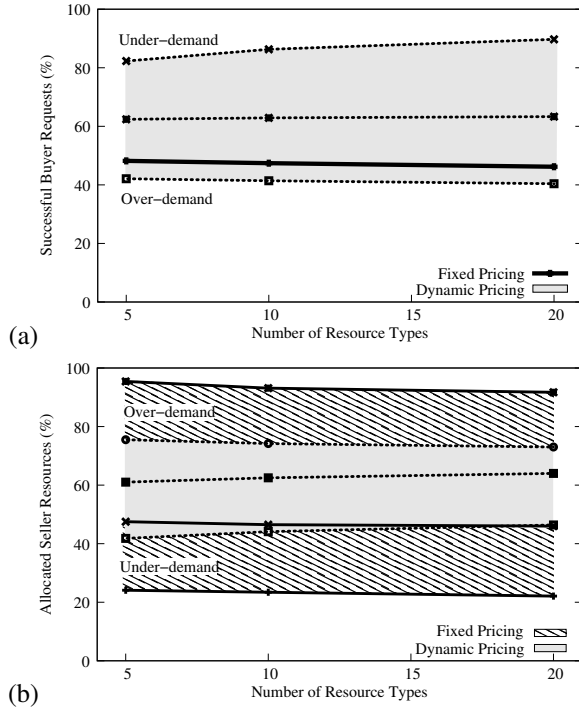 100
80
60
40
20
0
5
10
15
20
Successful Buyer Requests (%)
Number of Resource Types
Under-demand
Over-demand
Fixed Pricing
Dynamic Pricing
(a)
100
80
60
40
20
0
5
10
15
20
Allocated Seller Resources (%)
Number of Resource Types
Over-demand
Under-demand
Fixed Pricing
Dynamic Pricing
(b)